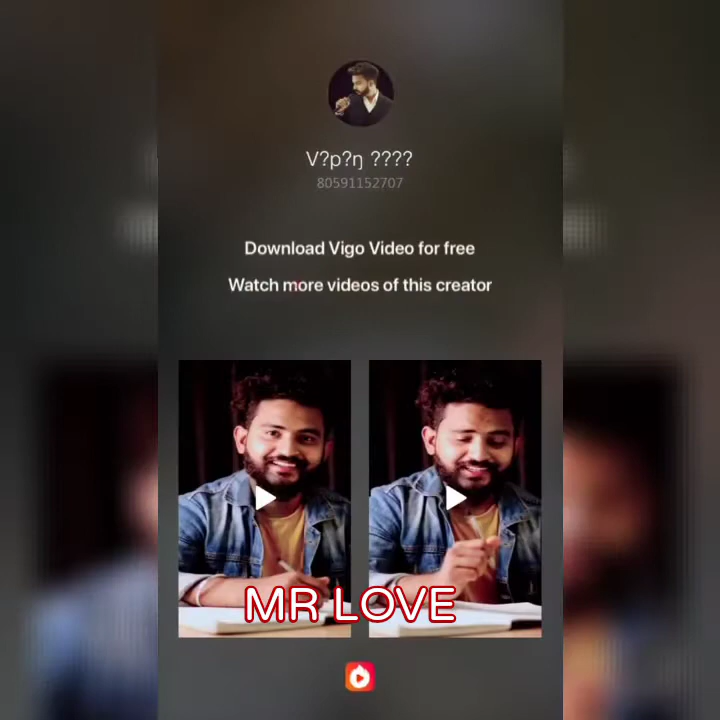 V?p?ŋ ????
80591152707
Download Vigo Video for free
Watch more videos of this creator
MR LOVE